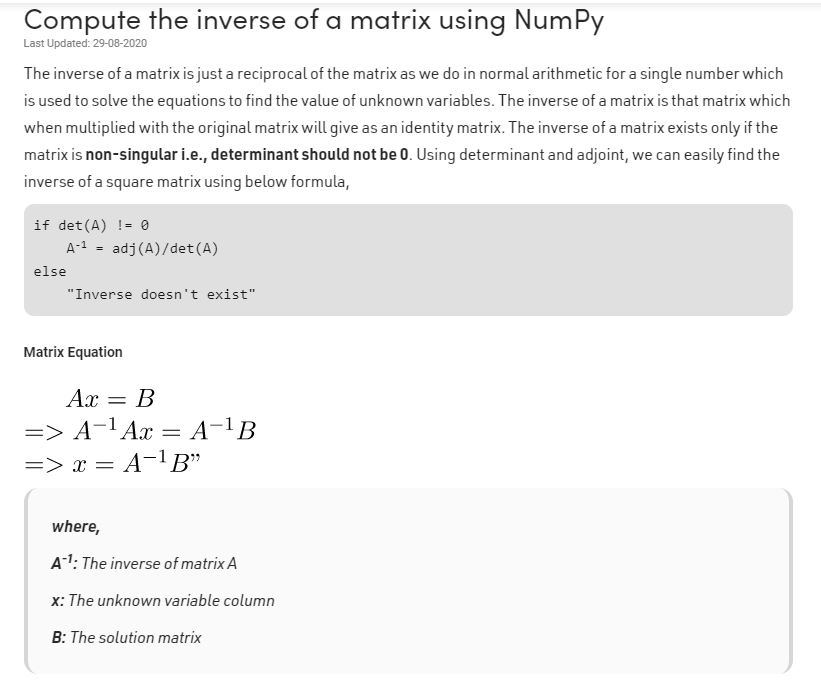 Compute the inverse of a matrix using NumPy
Last Updated: 29-08-2020
The inverse of a matrix is just a reciprocal of the matrix as we do in normal arithmetic for a single number which
is used to solve the equations to find the value of unknown variables. The inverse of a matrix is that matrix which
when multiplied with the original matrix will give as an identity matrix. The inverse of a matrix exists only if the
matrix is non-singular i.e., determinant should not be 0. Using determinant and adjoint, we can easily find the
inverse of a square matrix using below formula,
if det(A) != 0
A⁻¹ = adj(A)/det(A)
else
"Inverse doesn't exist"
Matrix Equation
Ax = B
=> A⁻¹Ax = A⁻¹B
=> x = A⁻¹B”
where,
A⁻¹: The inverse of matrix A
x: The unknown variable column
B: The solution matrix